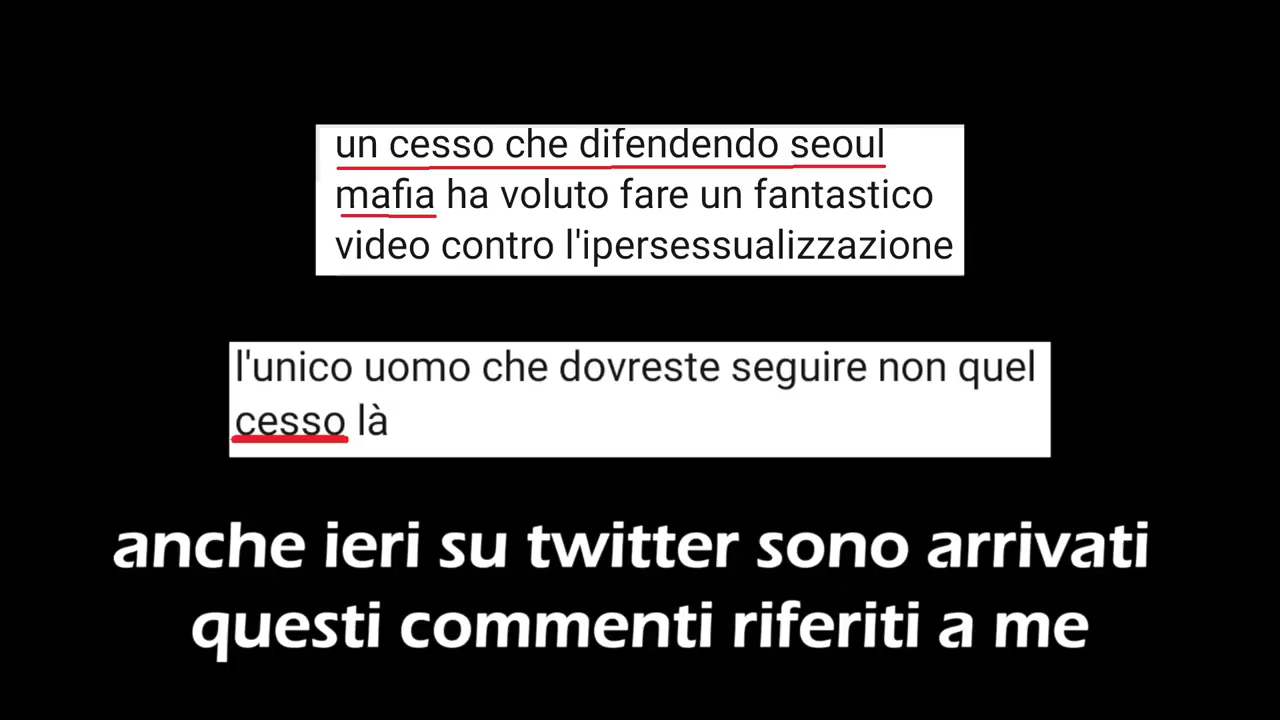 un cesso che difendendo seoul
mafia ha voluto fare un fantastico
video contro l'ipersessualizzazione
l'unico uomo che dovreste seguire non quel
cesso là
anche ieri su twitter sono arrivati
questi commenti riferiti a me